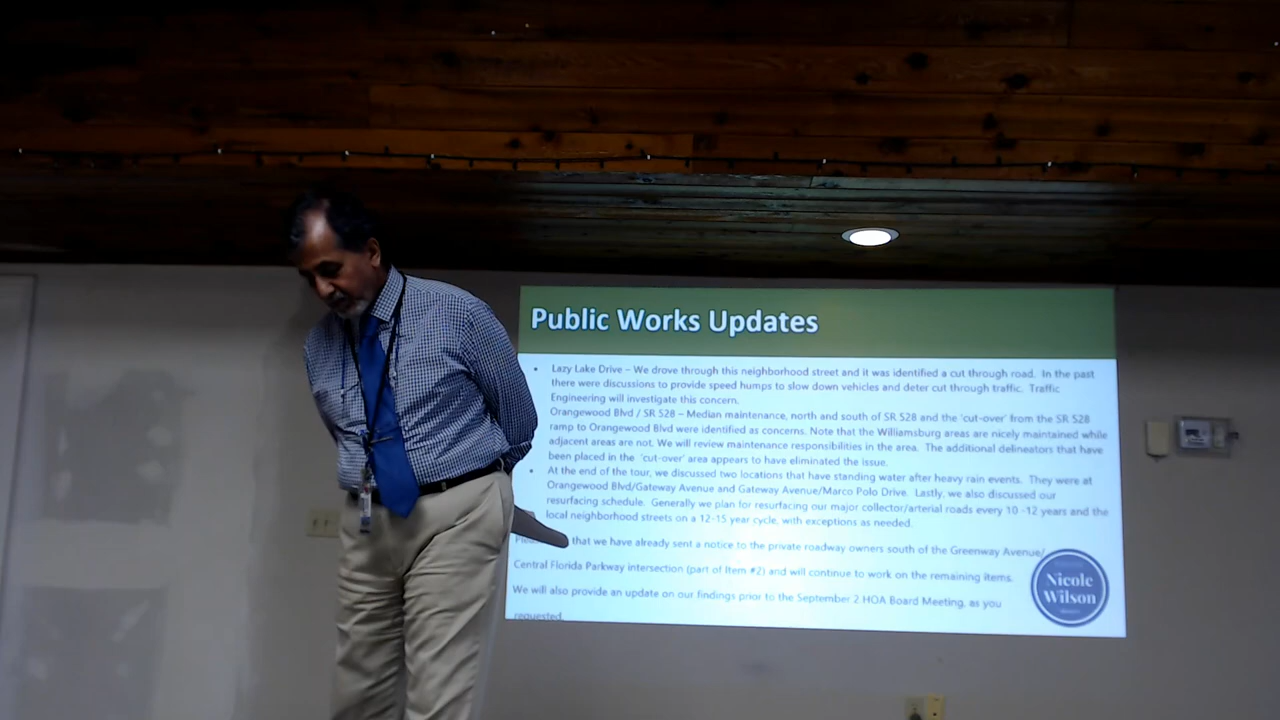 Public Works Updates
• Lazy Lake Drive – We drove through this neighborhood street and it was identified a cut through road. In the past
there were discussions to provide speed humps to slow down vehicles and deter cut through traffic. Traffic
Engineering will investigate this concern.
Orangewood Blvd / SR 528 – Median maintenance, north and south of SR 528 and the 'cut-over' from the SR 528
ramp to Orangewood Blvd were identified as concerns. Note that the Williamsburg areas are nicely maintained while
adjacent areas are not. We will review maintenance responsibilities in the area. The additional delineators that have
been placed in the 'cut-over' area appears to have eliminated the issue.
• At the end of the tour, we discussed two locations that have standing water after heavy rain events. They were at
Orangewood Blvd/Gateway Avenue and Gateway Avenue/Marco Polo Drive. Lastly, we also discussed our
resurfacing schedule. Generally we plan for resurfacing our major collector/arterial roads every 10 -12 years and the
local neighborhood streets on a 12-15 year cycle, with exceptions as needed.
that we have already sent a notice to the private roadway owners south of the Greenway Avenue/
Central Florida Parkway intersection (part of Item #2) and will continue to work on the remaining items.
We will also provide an update on our findings prior to the September 2 HOA Board Meeting, as you
requested.
Nicole
Wilson